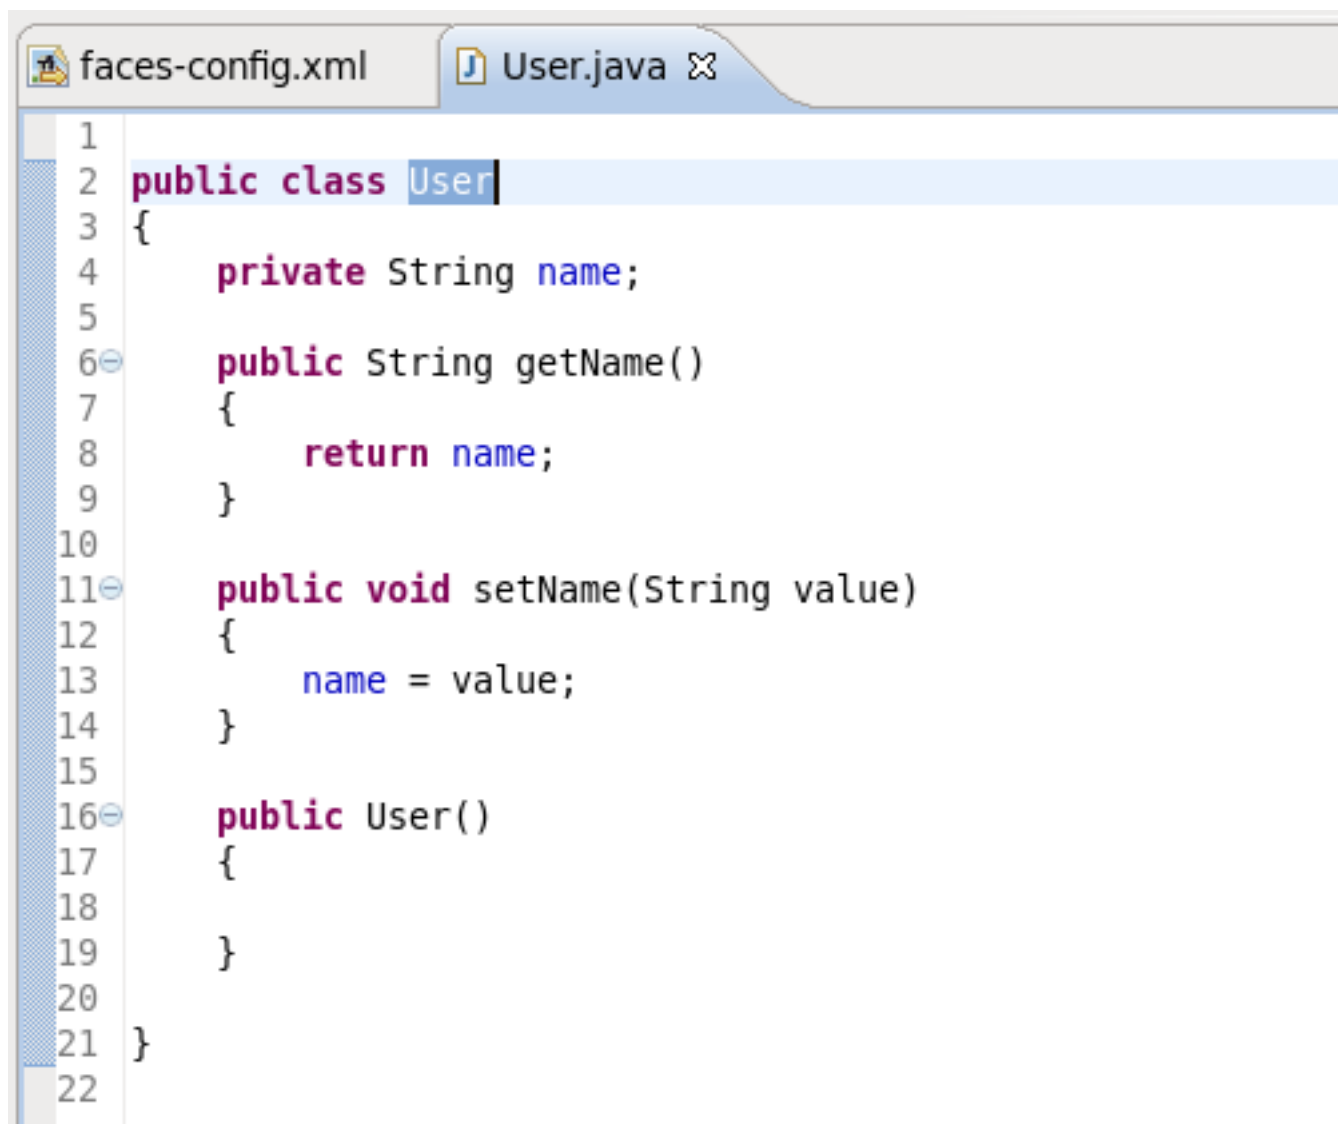 faces-config.xml User.java
1
2 public class User
3 {
4     private String name;
5
6     public String getName()
7     {
8         return name;
9     }
10
11     public void setName(String value)
12     {
13         name = value;
14     }
15
16     public User()
17     {
18
19     }
20
21 }
22